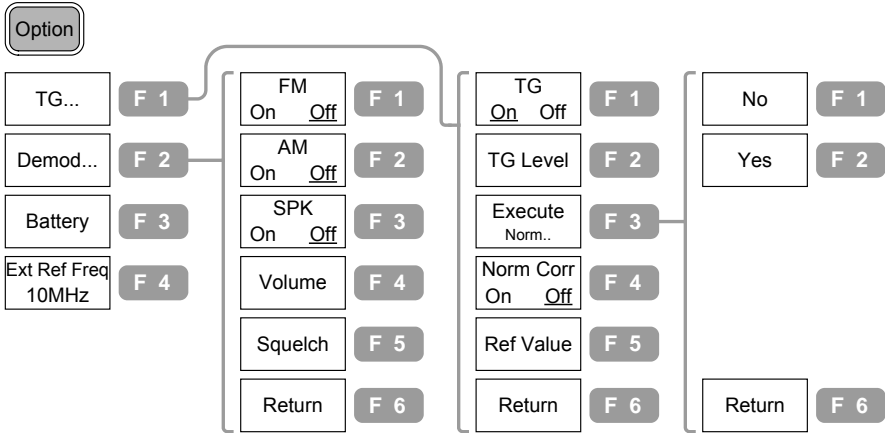 Option
TG...
F 1
Demod...
F 2
Battery
F 3
Ext Ref Freq
10MHz
F 4
FM
On Off
F 1
AM
On Off
F 2
SPK
On Off
F 3
Volume
F 4
Squelch
F 5
Return
F 6
TG
On Off
F 1
TG Level
F 2
Execute
Norm..
F 3
Norm Corr
On Off
F 4
Ref Value
F 5
Return
F 6
No
F 1
Yes
F 2
Return
F 6